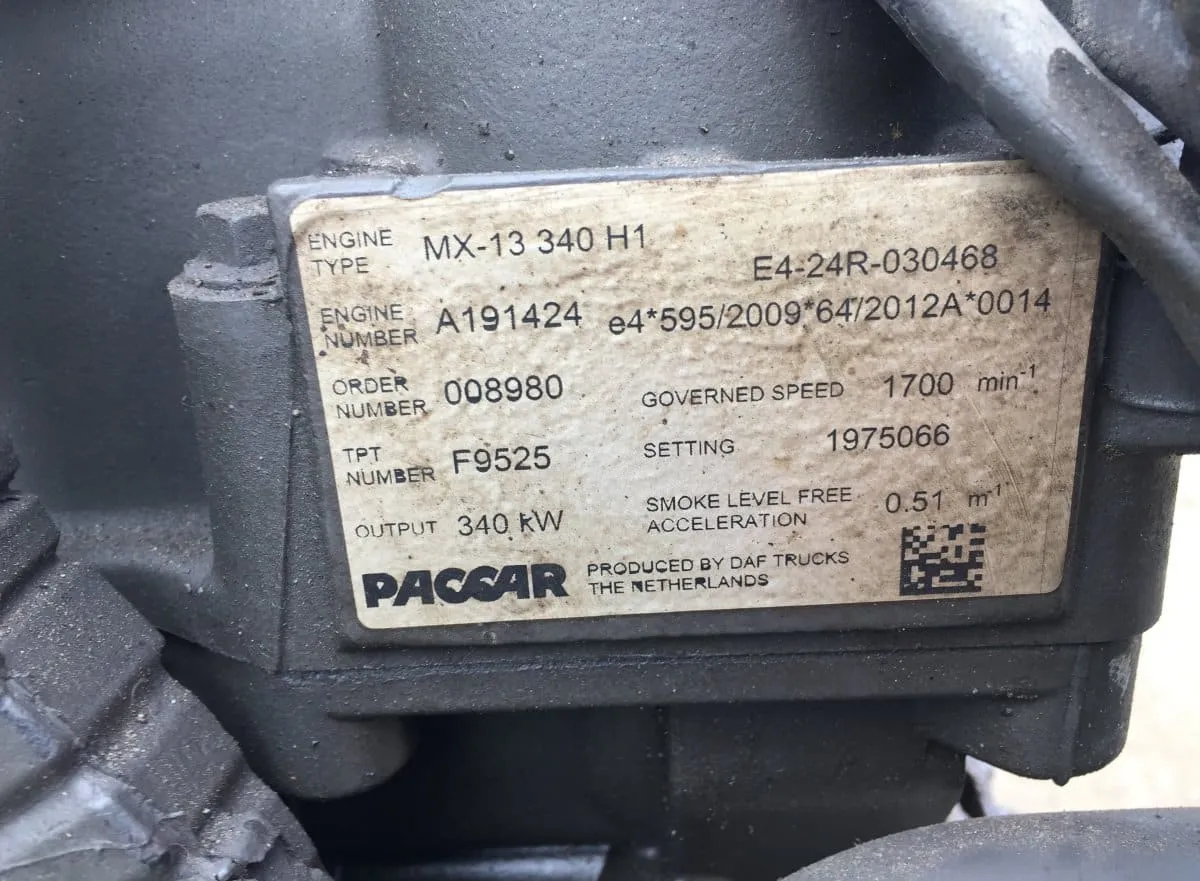 ENGINE TYPE MX-13 340 H1
E4-24R-030468
ENGINE NUMBER A191424 e4*595/2009*64/2012A*0014
ORDER NUMBER 008980
GOVERNED SPEED 1700 min-1
TPT NUMBER F9525
SETTING 1975066
OUTPUT 340 kW
SMOKE LEVEL FREE ACCELERATION 0.51 m-1
PACCAR
PRODUCED BY DAF TRUCKS
THE NETHERLANDS